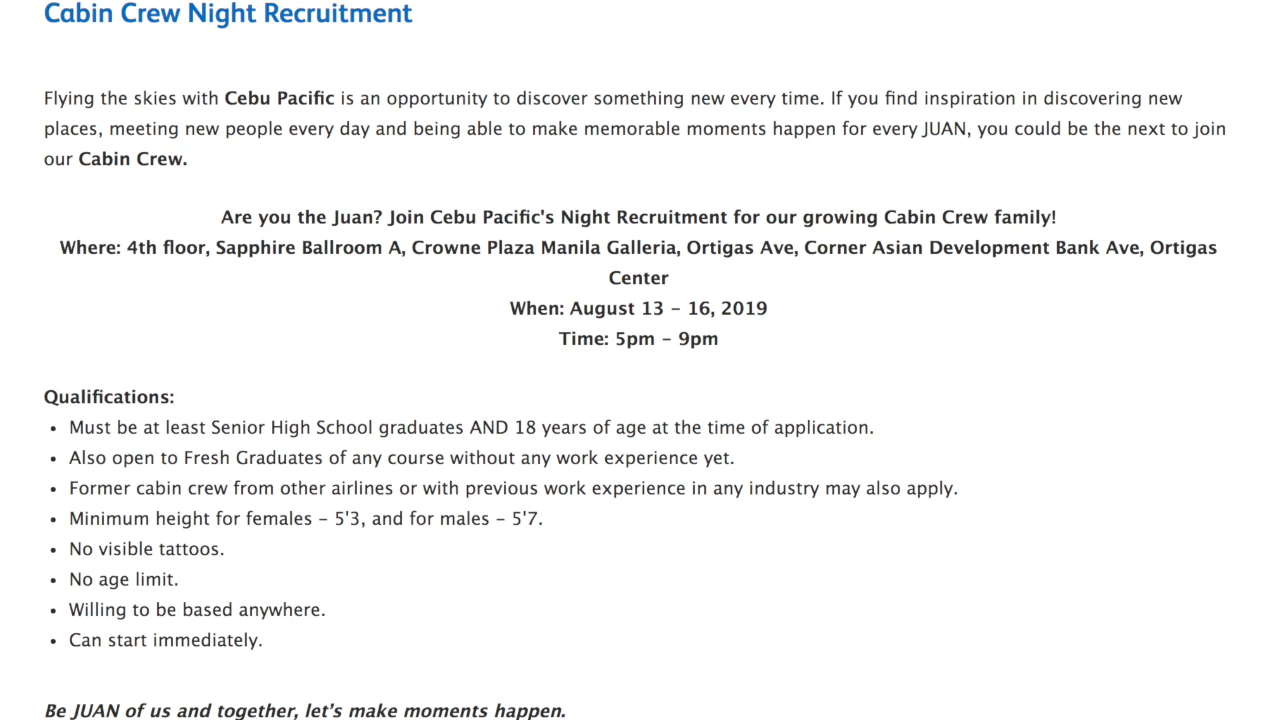 Cabin Crew Night Recruitment
Flying the skies with Cebu Pacific is an opportunity to discover something new every time. If you find inspiration in discovering new
places, meeting new people every day and being able to make memorable moments happen for every JUAN, you could be the next to join
our Cabin Crew.
Are you the Juan? Join Cebu Pacific's Night Recruitment for our growing Cabin Crew family!
Where: 4th floor, Sapphire Ballroom A, Crowne Plaza Manila Galleria, Ortigas Ave, Corner Asian Development Bank Ave, Ortigas
Center
When: August 13 – 16, 2019
Time: 5pm – 9pm
Qualifications:
• Must be at least Senior High School graduates AND 18 years of age at the time of application.
• Also open to Fresh Graduates of any course without any work experience yet.
• Former cabin crew from other airlines or with previous work experience in any industry may also apply.
• Minimum height for females – 5'3, and for males – 5'7.
• No visible tattoos.
• No age limit.
• Willing to be based anywhere.
• Can start immediately.
Be JUAN of us and together, let’s make moments happen.